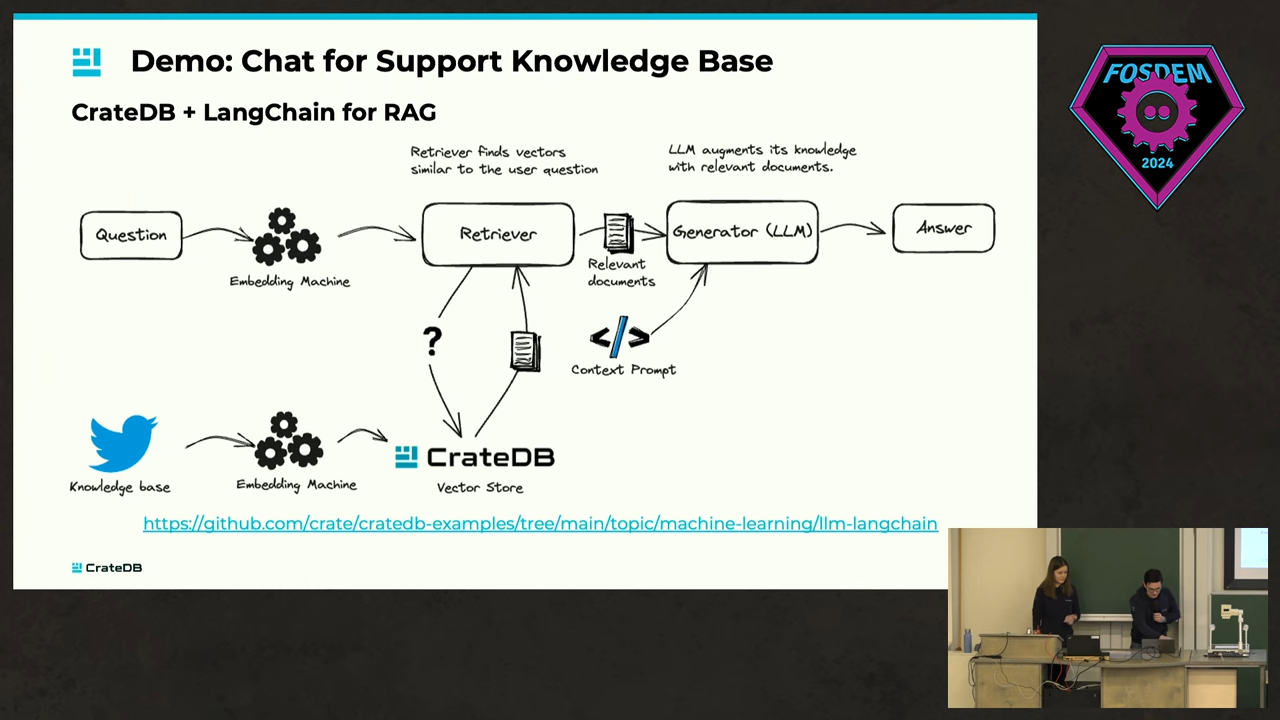 Demo: Chat for Support Knowledge Base
CrateDB + LangChain for RAG
Retriever finds vectors
similar to the user question
LLM augments its knowledge
with relevant documents.
Question
Embedding Machine
Retriever
Relevant
documents
Generator (LLM)
Answer
?
</>
Context Prompt
Knowledge base
Embedding Machine
CrateDB
Vector Store
https://github.com/crate/cratedb-examples/tree/main/topic/machine-learning/llm-langchain
CrateDB
FOSDEM
2024